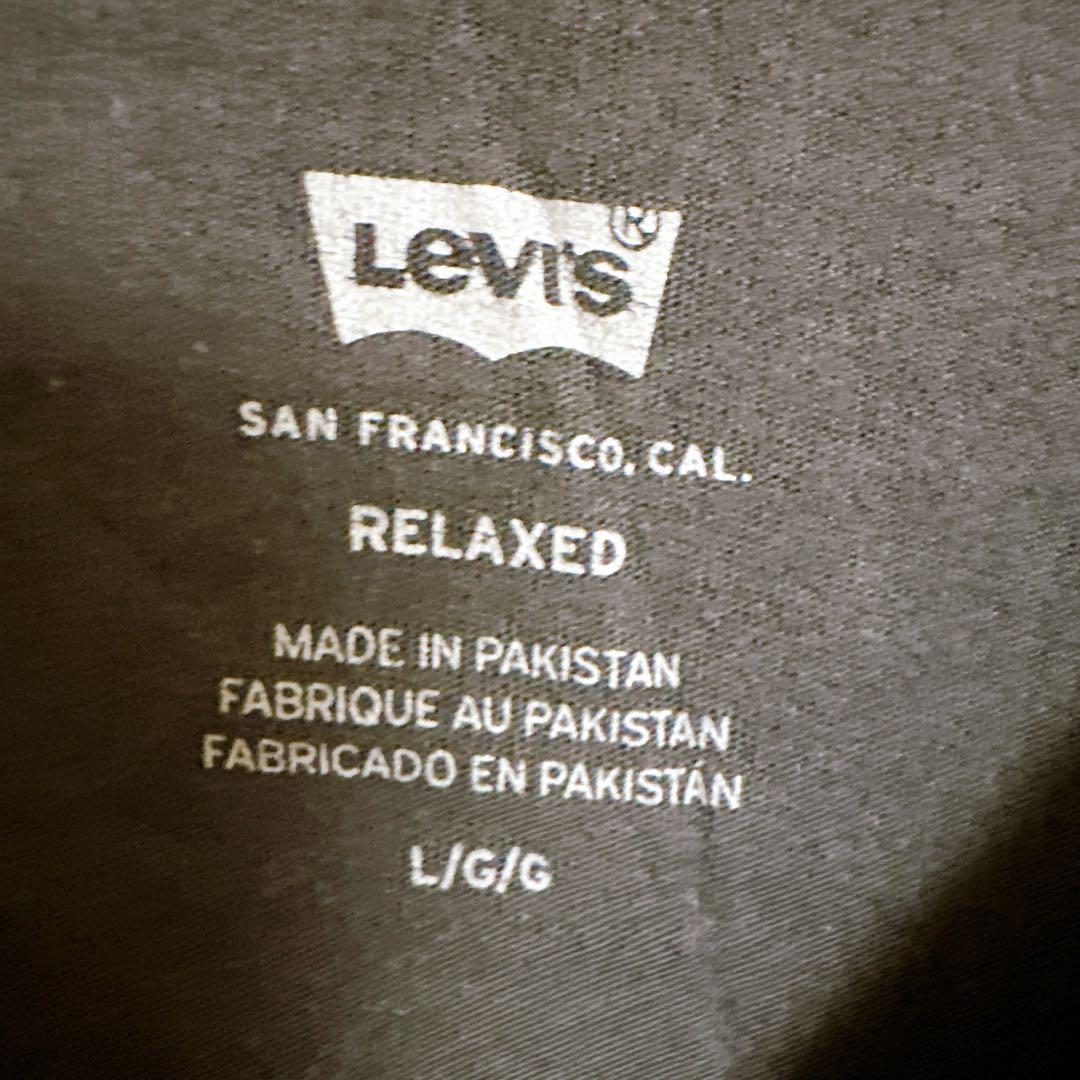 Levi's®
SAN FRANCISCO, CAL.
RELAXED
MADE IN PAKISTAN
FABRIQUE AU PAKISTAN
FABRICADO EN PAKISTÁN
L/G/G